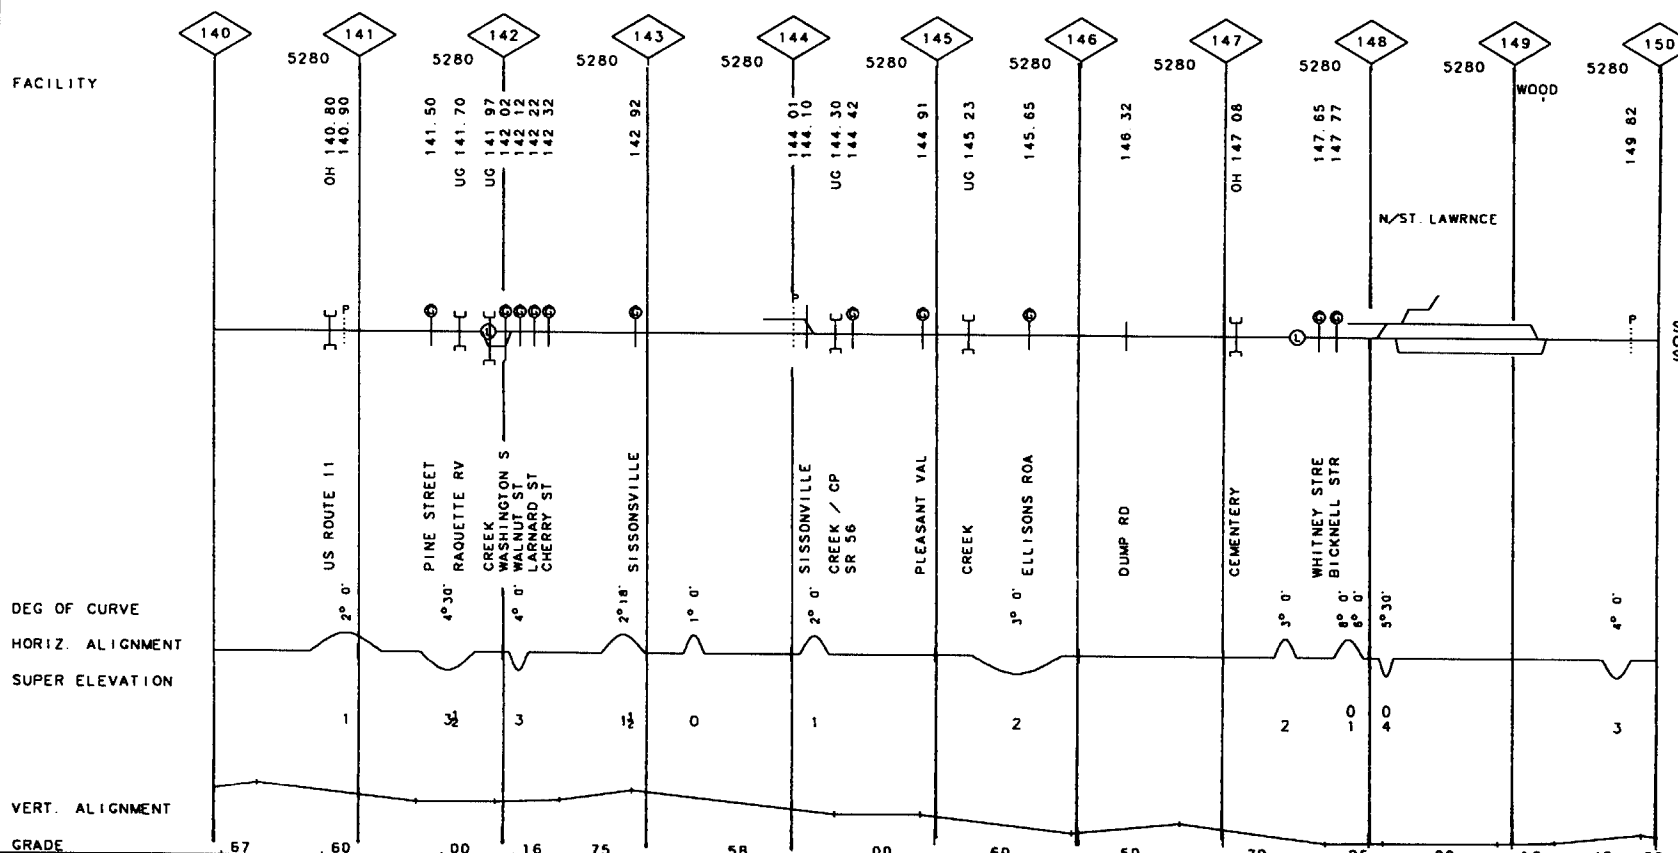 140 141 142 143 144 145 146 147 148 149 150
5280 5280 5280 5280 5280 5280 5280 5280 5280 5280
FACILITY
WOOD
OH 140.80
140.90
141.50
UG 141.70
UG 141 97
142 02
142 12
142 22
142 32
142 92
144 01
144.10
UG 144.30
144 42
144 91
UG 145 23
145.65
146 32
OH 147 08
147.65
147 77
149 82
N/ST. LAWRNCE
P
G
L
G G G G
G
P
G
G
G
L
G G
P
US ROUTE 11
PINE STREET
RAQUETTE RV
CREEK
WASHINGTON S
WALNUT ST
LARNARD ST
CHERRY ST
SISSONSVILLE
SISSONVILLE
CREEK / CP
SR 56
PLEASANT VAL
CREEK
ELLISONS ROA
DUMP RD
CEMENTERY
WHITNEY STRE
BICKNELL STR
DEG OF CURVE
2° 0'
4°30'
4° 0'
2°18'
1° 0'
2° 0'
3° 0'
3° 0'
8° 0'
6° 0'
5°30'
4° 0'
HORIZ. ALIGNMENT
SUPER ELEVATION
1 3½ 3 1½ 0 1 2 2 0 0 3
1 4
VERT. ALIGNMENT
GRADE .67 .60 .00 .16 .75 .58